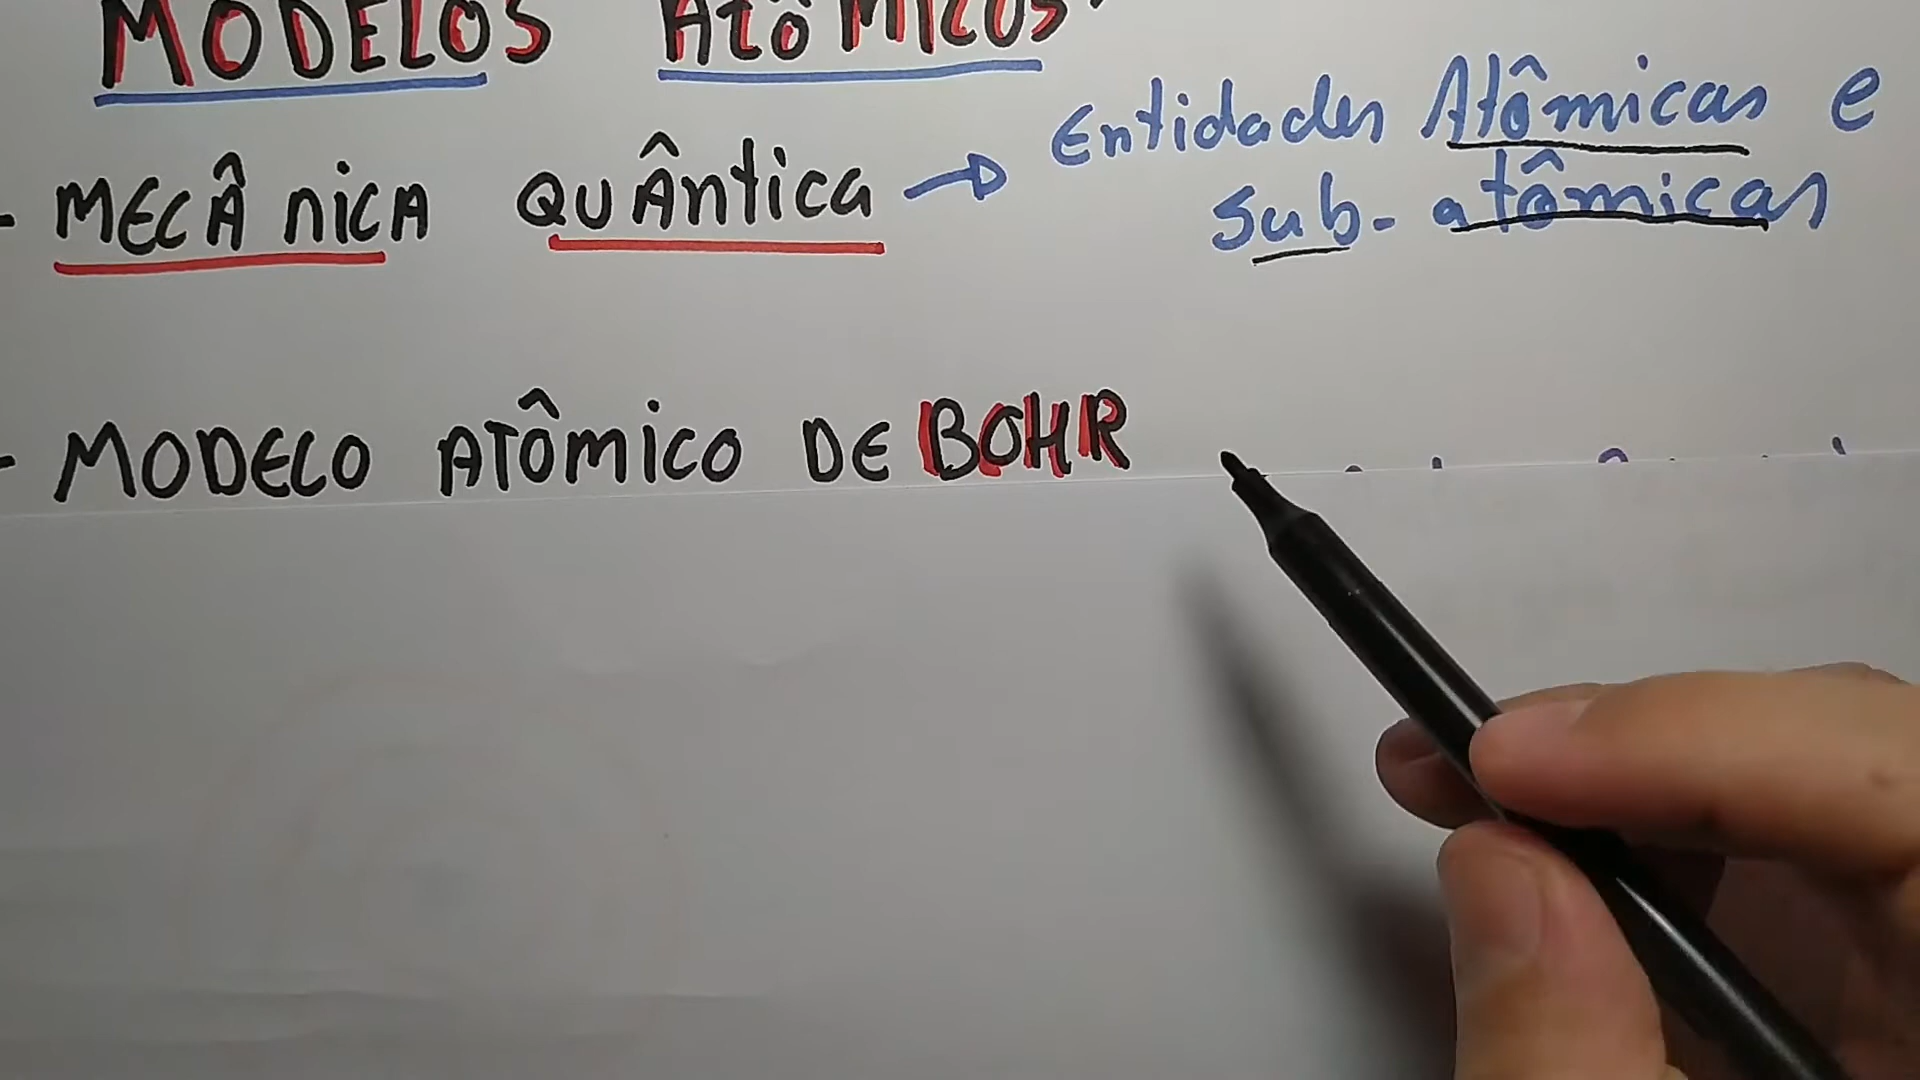 MODELOS ATÔMICOS
- MECÂNICA QUÂNTICA → Entidades Atômicas e
sub-atômicas
- MODELO ATÔMICO DE BOHR